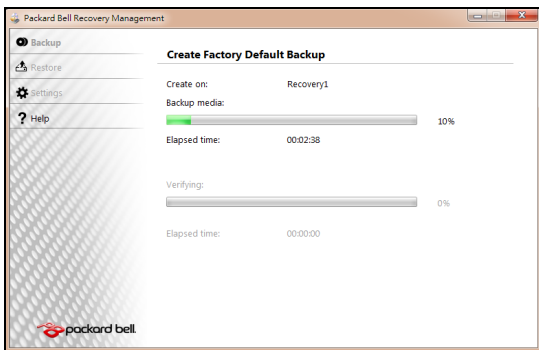 Packard Bell Recovery Management
Backup
Restore
Settings
? Help
Create Factory Default Backup
Create on: Recovery1
Backup media:
10%
Elapsed time: 00:02:38
Verifying:
0%
Elapsed time: 00:00:00
packard bell